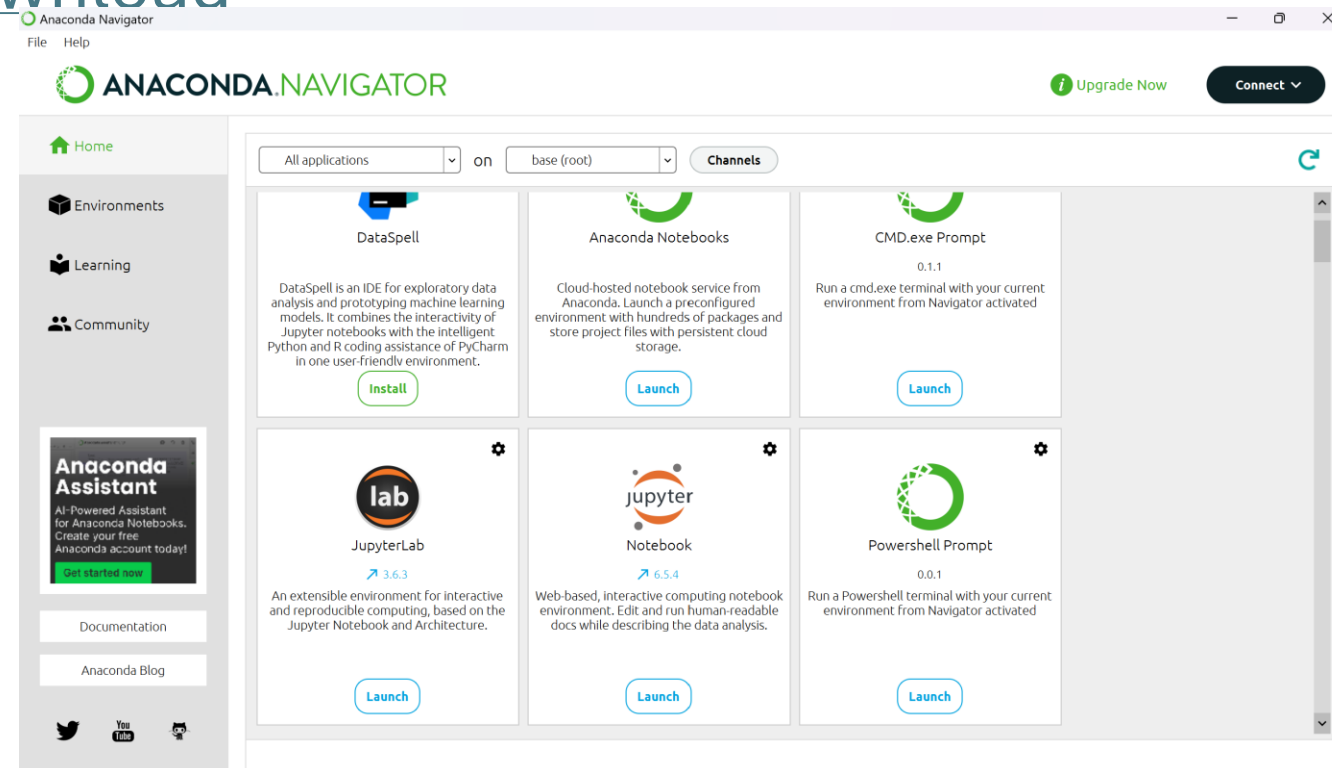 Anaconda Navigator
File Help
ANACONDA.NAVIGATOR
i Upgrade Now
Connect
Home
Environments
Learning
Community
All applications
on
base (root)
Channels
DataSpell
DataSpell is an IDE for exploratory data
analysis and prototyping machine learning
models. It combines the interactivity of
Jupyter notebooks with the intelligent
Python and R coding assistance of PyCharm
in one user-friendly environment.
Install
Anaconda Notebooks
Cloud-hosted notebook service from
Anaconda. Launch a preconfigured
environment with hundreds of packages and
store project files with persistent cloud
storage.
Launch
CMD.exe Prompt
0.1.1
Run a cmd.exe terminal with your current
environment from Navigator activated
Launch
lab
JupyterLab
3.6.3
An extensible environment for interactive
and reproducible computing, based on the
Jupyter Notebook and Architecture.
Launch
jupyter
Notebook
6.5.4
Web-based, interactive computing notebook
environment. Edit and run human-readable
docs while describing the data analysis.
Launch
Powershell Prompt
0.0.1
Run a Powershell terminal with your current
environment from Navigator activated
Launch
Anaconda
Assistant
AI-Powered Assistant
for Anaconda Notebooks.
Create your free
Anaconda account today!
Get started now
Documentation
Anaconda Blog
You
Tube